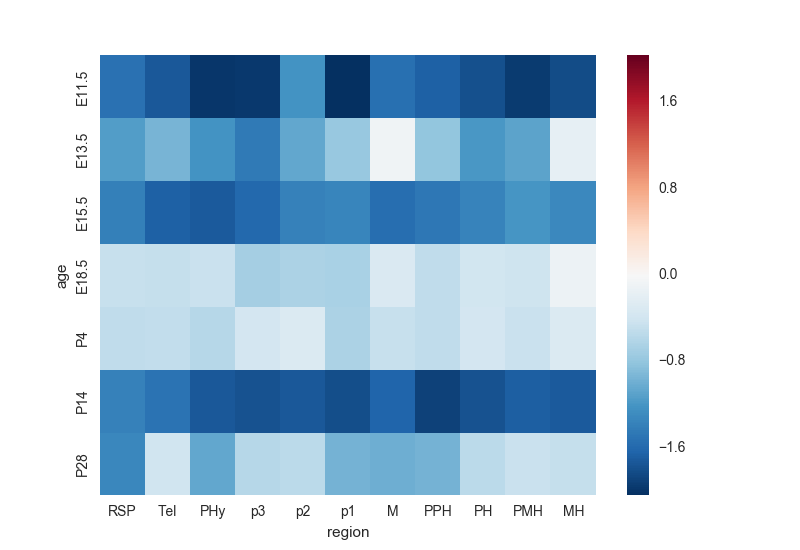 E11.5
E13.5
E15.5
E18.5
P4
P14
P28
age
RSP Tel PHy p3 p2 p1 M PPH PH PMH MH
region
1.6
0.8
0.0
−0.8
−1.6